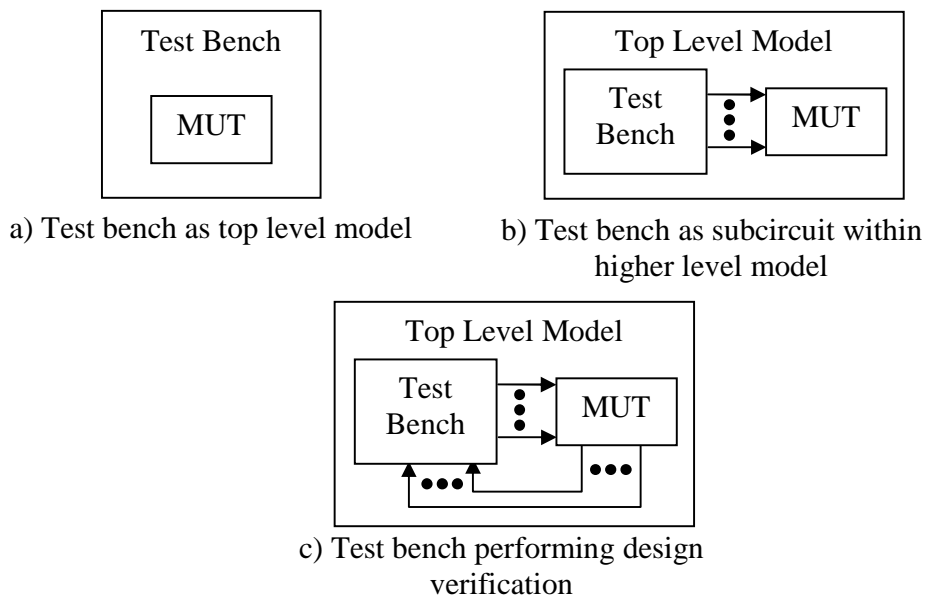 Test Bench
MUT
a) Test bench as top level model
Top Level Model
Test
Bench
MUT
b) Test bench as subcircuit within
higher level model
Top Level Model
Test
Bench
MUT
c) Test bench performing design
verification